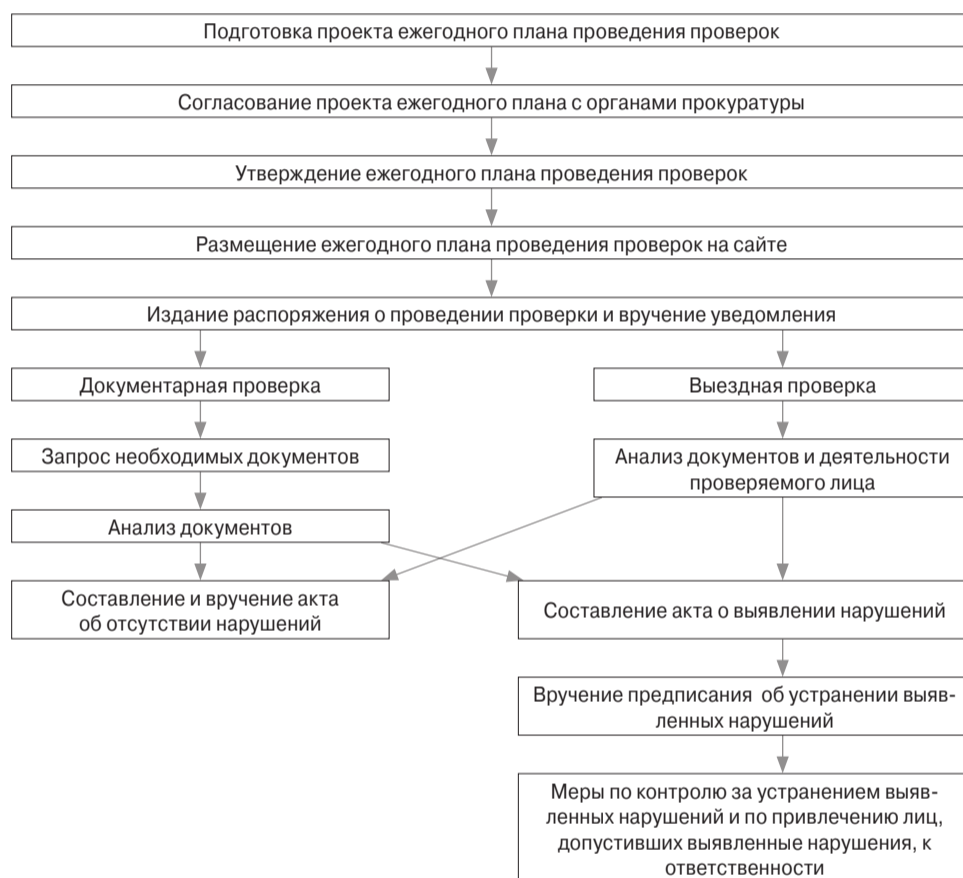 Подготовка проекта ежегодного плана проведения проверок
Согласование проекта ежегодного плана с органами прокуратуры
Утверждение ежегодного плана проведения проверок
Размещение ежегодного плана проведения проверок на сайте
Издание распоряжения о проведении проверки и вручение уведомления
Документарная проверка
Выездная проверка
Запрос необходимых документов
Анализ документов и деятельности
проверяемого лица
Анализ документов
Составление и вручение акта
об отсутствии нарушений
Составление акта о выявлении нарушений
Вручение предписания об устранении выяв-
ленных нарушений
Меры по контролю за устранением выяв-
ленных нарушений и по привлечению лиц,
допустивших выявленные нарушения, к
ответственности